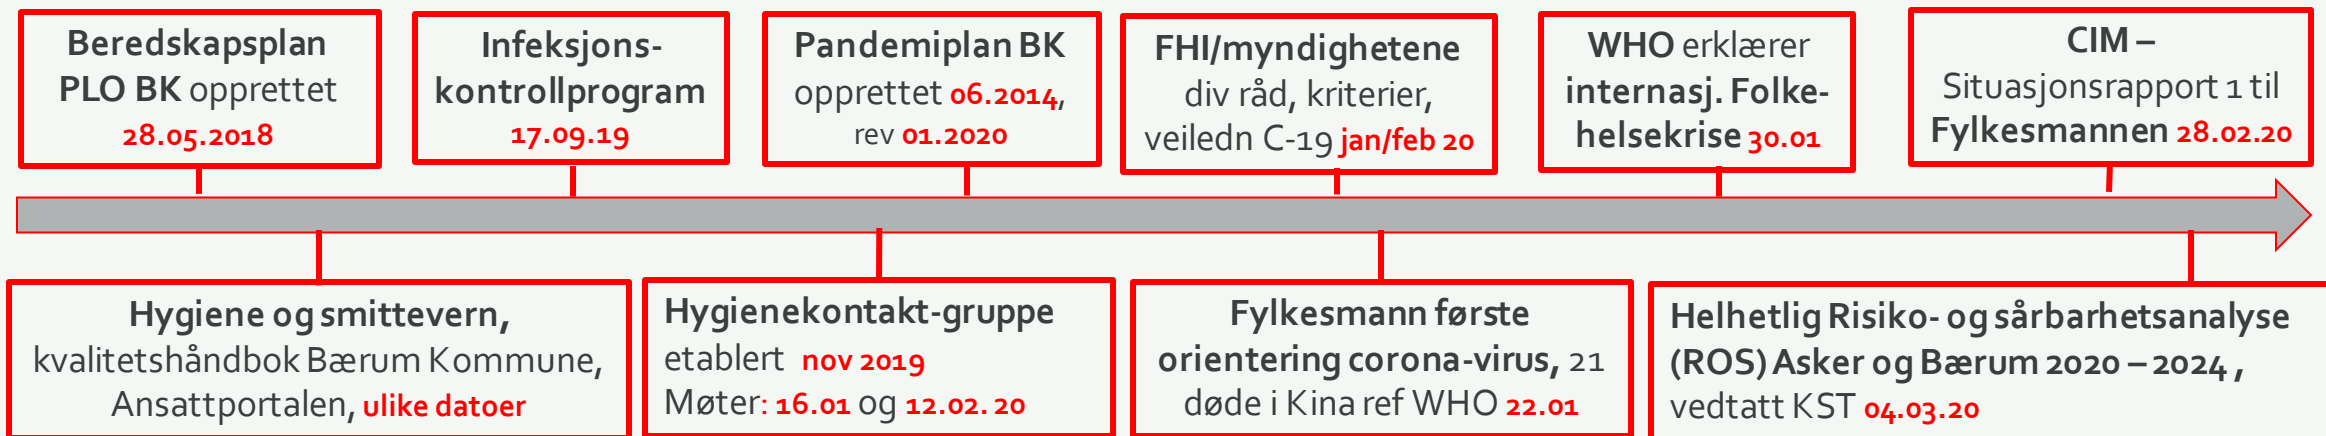 Beredskapsplan
PLO BK opprettet
28.05.2018
Infeksjons-
kontrollprogram
17.09.19
Pandemiplan BK
opprettet 06.2014,
rev 01.2020
FHI/myndighetene
div råd, kriterier,
veiledn C-19 jan/feb 20
WHO erklærer
internasj. Folke-
helsekrise 30.01
CIM –
Situasjonsrapport 1 til
Fylkesmannen 28.02.20
Hygiene og smittevern,
kvalitetshåndbok Bærum Kommune,
Ansattportalen, ulike datoer
Hygienekontakt-gruppe
etablert nov 2019
Møter: 16.01 og 12.02. 20
Fylkesmann første
orientering corona-virus, 21
døde i Kina ref WHO 22.01
Helhetlig Risiko- og sårbarhetsanalyse
(ROS) Asker og Bærum 2020 – 2024 ,
vedtatt KST 04.03.20